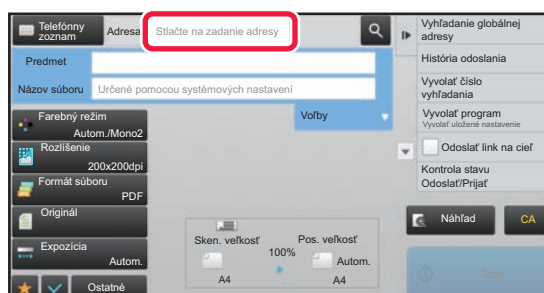 Telefónny
zoznam
Adresa
Stlačte na zadanie adresy
Predmet
Názov súboru
Určené pomocou systémových nastavení
Farebný režim
Autom./Mono2
Rozlíšenie
200x200dpi
Formát súboru
PDF
Originál
Expozícia
Autom.
Ostatné
Voľby
Sken. veľkosť
A4
100%
Pos. veľkosť
Autom.
A4
Vyhľadanie globálnej
adresy
História odoslania
Vyvolať číslo
vyhľadania
Vyvolať program
Vyvolať uložené nastavenie
Odoslať link na cieľ
Kontrola stavu
Odoslať/Prijať
Náhľad
CA
Štart